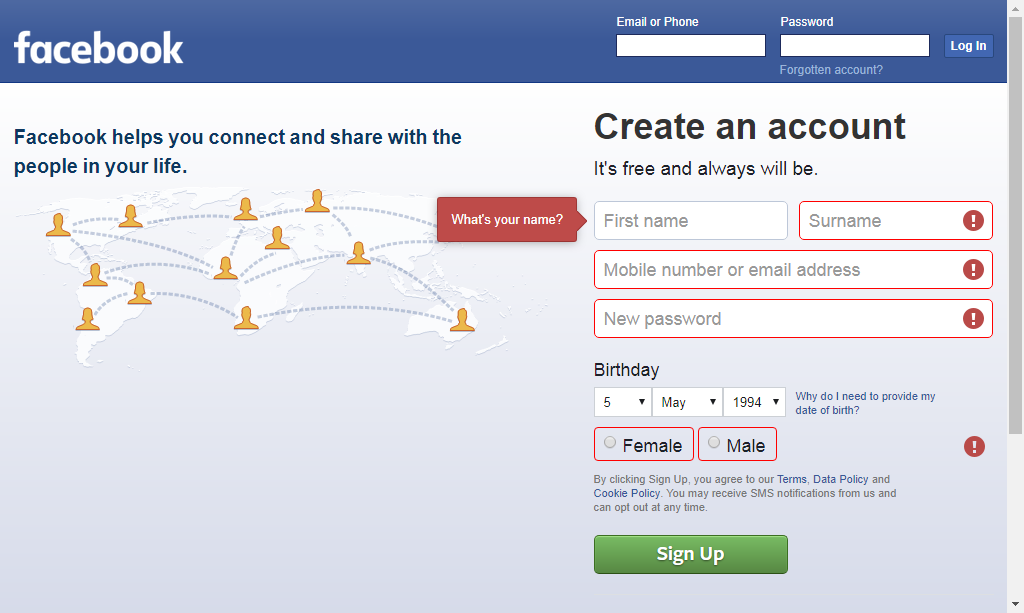 facebook
Email or Phone
Password
Log In
Forgotten account?
Facebook helps you connect and share with the
people in your life.
Create an account
It's free and always will be.
What's your name?
First name
Surname
Mobile number or email address
New password
Birthday
5 May 1994
Why do I need to provide my
date of birth?
Female
Male
By clicking Sign Up, you agree to our Terms, Data Policy and
Cookie Policy. You may receive SMS notifications from us and
can opt out at any time.
Sign Up